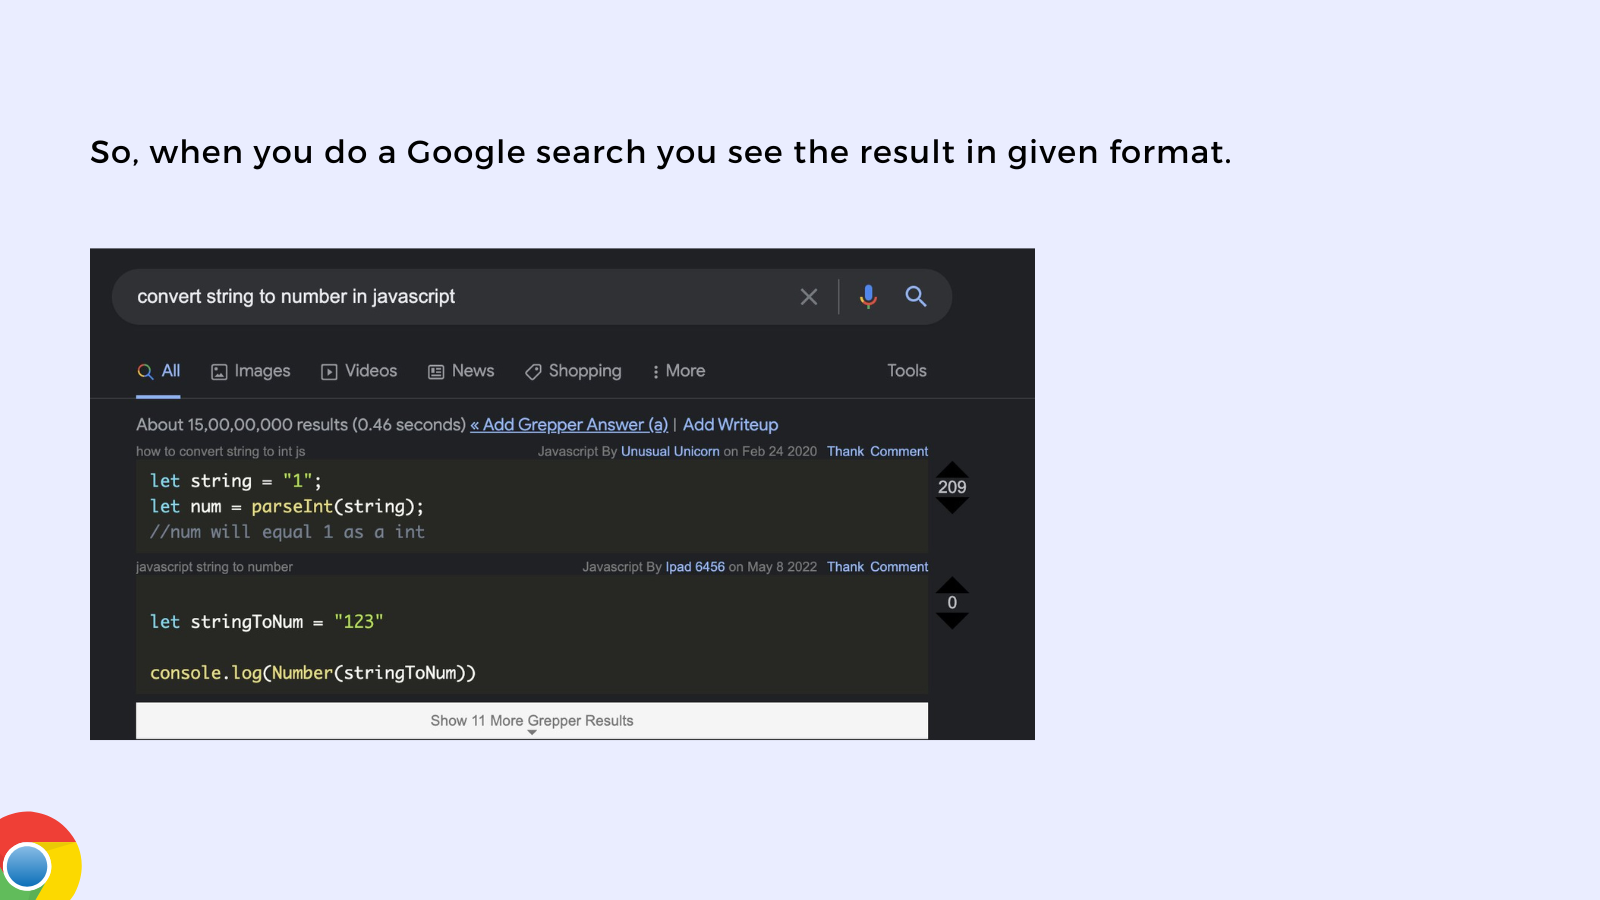 So, when you do a Google search you see the result in given format.
convert string to number in javascript
All Images Videos News Shopping More Tools
About 15,00,00,000 results (0.46 seconds) « Add Grepper Answer (a) | Add Writeup
how to convert string to int js Javascript By Unusual Unicorn on Feb 24 2020 Thank Comment
let string = "1";
209
let num = parseInt(string);
//num will equal 1 as a int
javascript string to number Javascript By Ipad 6456 on May 8 2022 Thank Comment
0
let stringToNum = "123"
console.log(Number(stringToNum))
Show 11 More Grepper Results